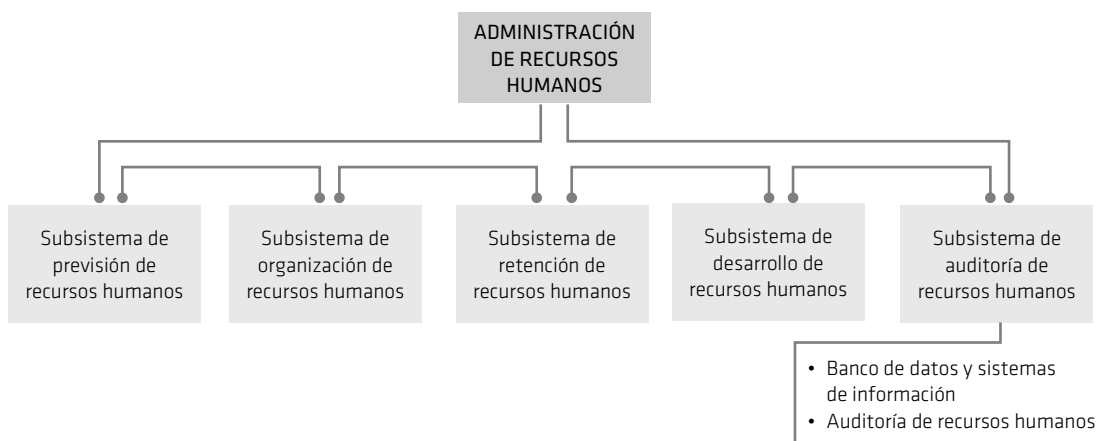 ADMINISTRACIÓN
DE RECURSOS
HUMANOS
Subsistema de
previsión de
recursos humanos
Subsistema de
organización de
recursos humanos
Subsistema de
retención de
recursos humanos
Subsistema de
desarrollo de
recursos humanos
Subsistema de
auditoría de
recursos humanos
• Banco de datos y sistemas
de información
• Auditoría de recursos humanos